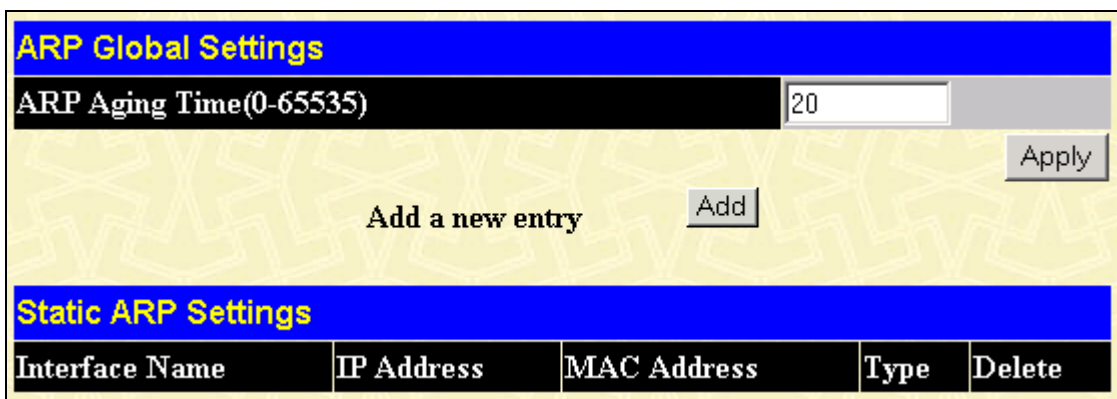 ARP Global Settings
ARP Aging Time(0-65535) 20
Apply
Add a new entry Add
Static ARP Settings
Interface Name IP Address MAC Address Type Delete